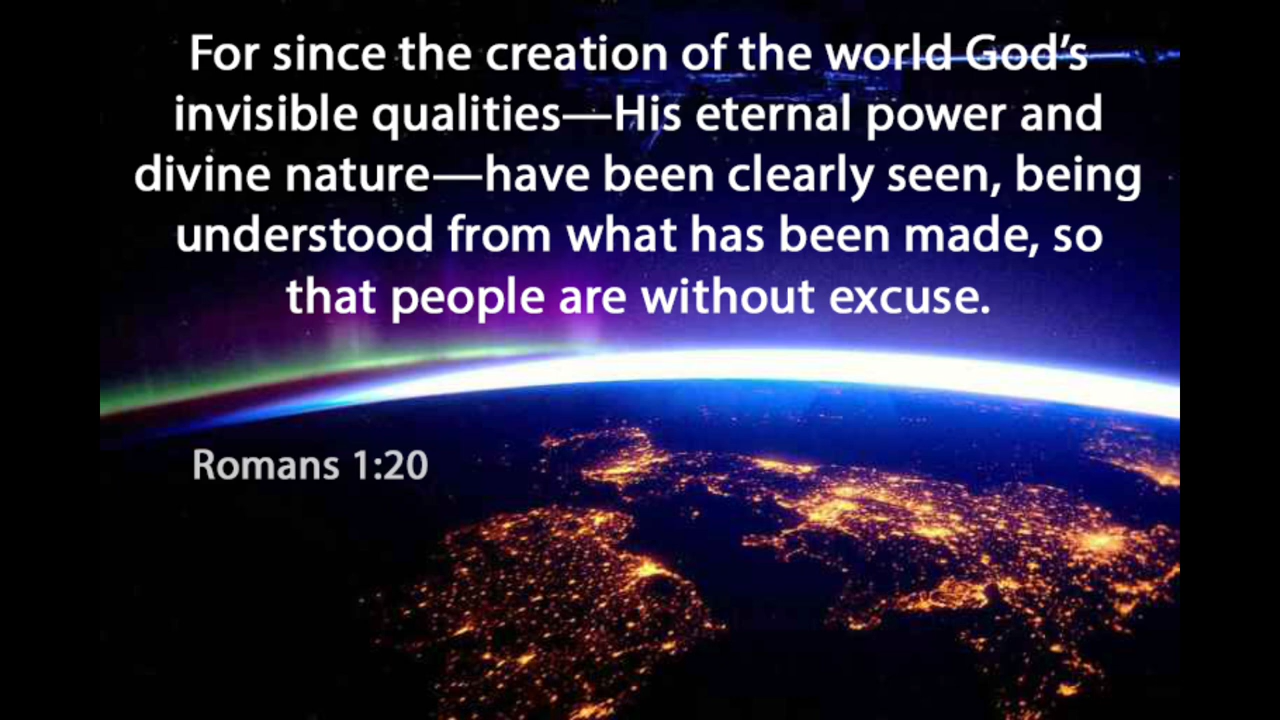 For since the creation of the world God’s
invisible qualities—His eternal power and
divine nature—have been clearly seen, being
understood from what has been made, so
that people are without excuse.
Romans 1:20